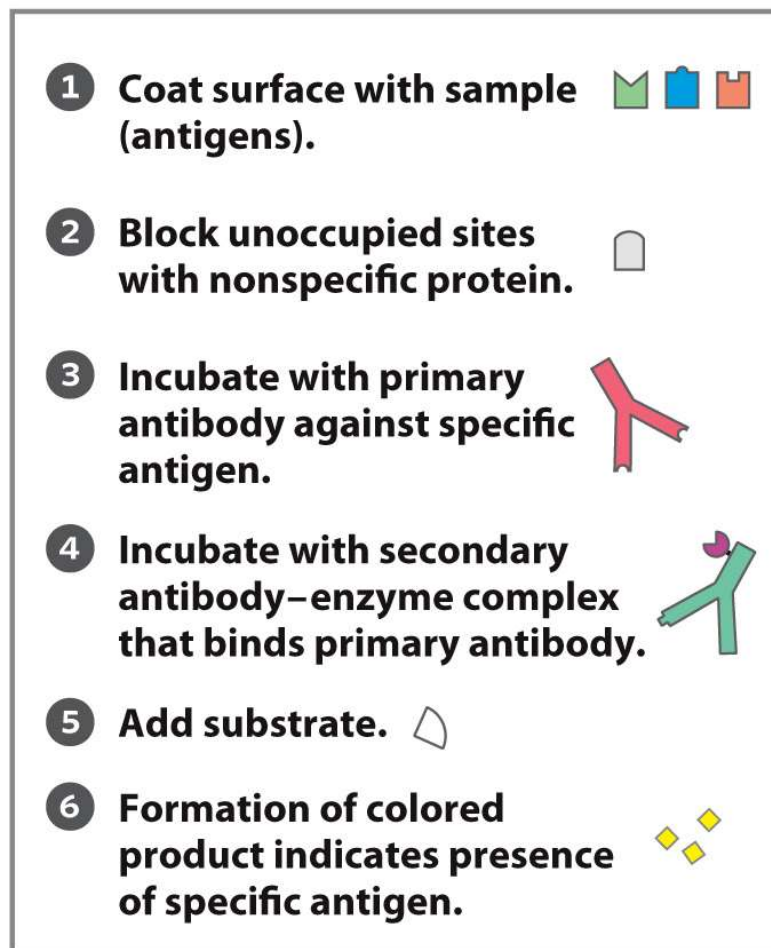 1 Coat surface with sample
(antigens).
2 Block unoccupied sites
with nonspecific protein.
3 Incubate with primary
antibody against specific
antigen.
4 Incubate with secondary
antibody–enzyme complex
that binds primary antibody.
5 Add substrate.
6 Formation of colored
product indicates presence
of specific antigen.